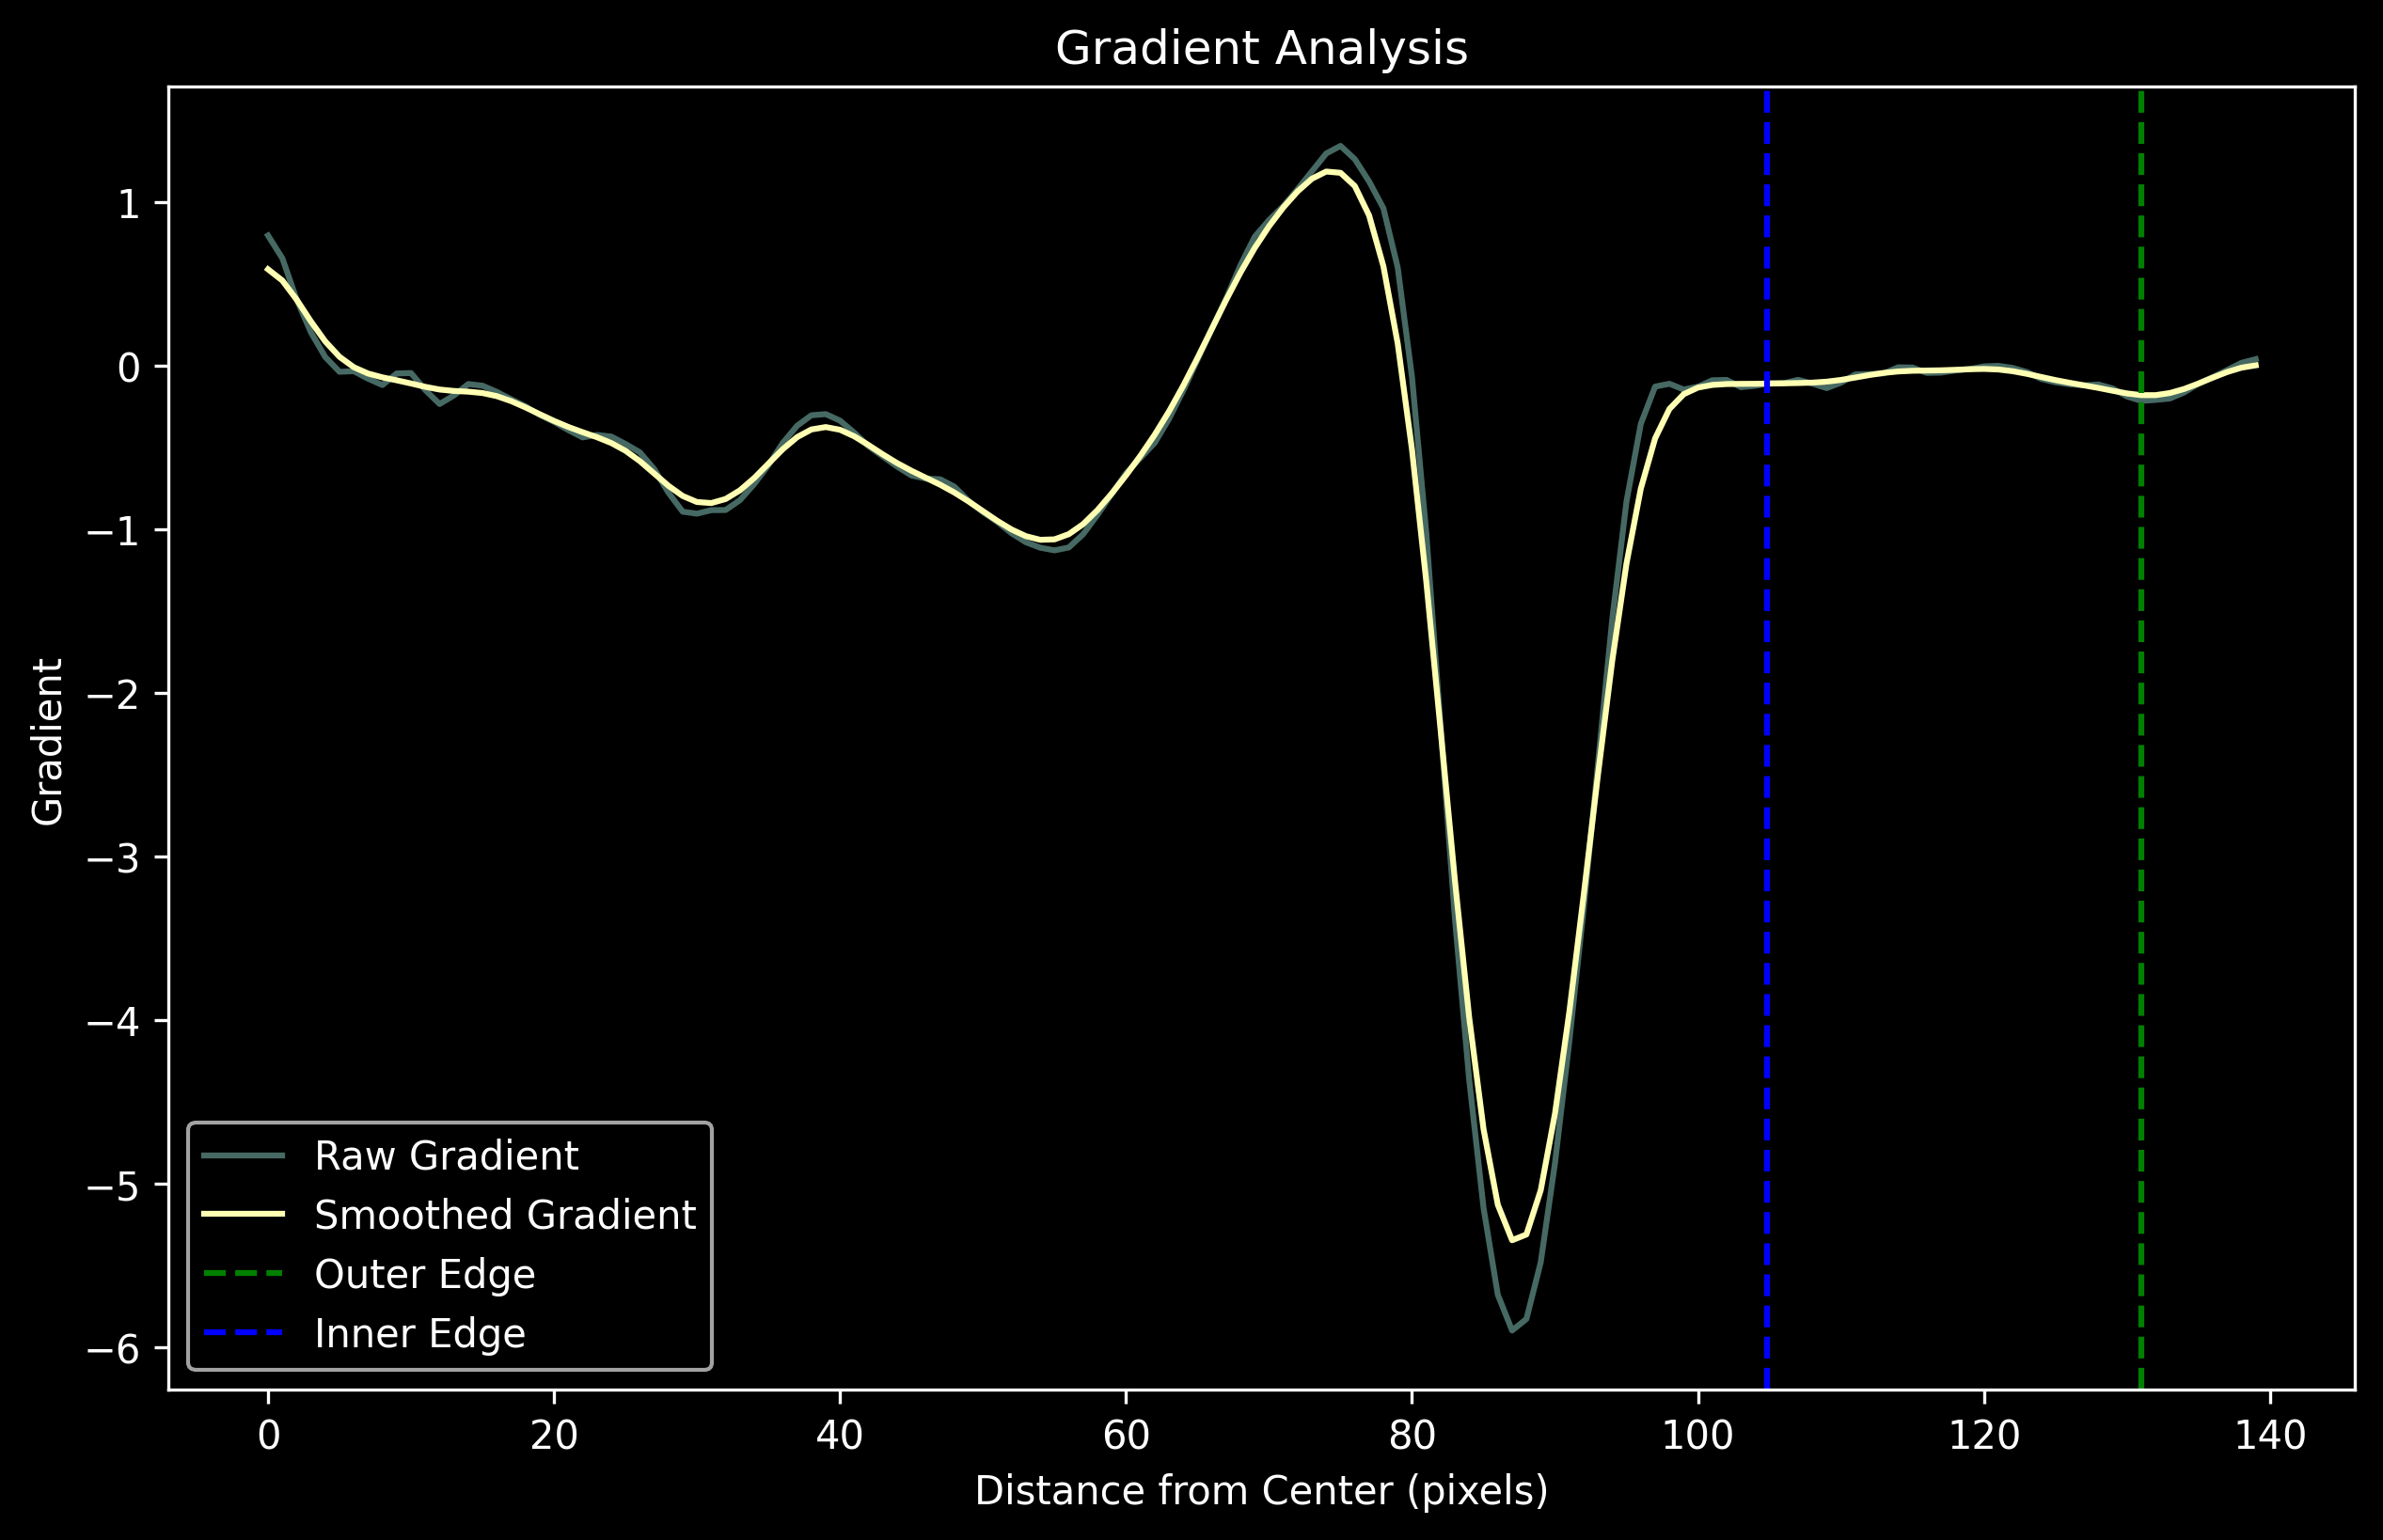 Gradient Analysis
1
0
−1
−2
−3
−4
−5
−6
Gradient
Raw Gradient
Smoothed Gradient
Outer Edge
Inner Edge
0 20 40 60 80 100 120 140
Distance from Center (pixels)